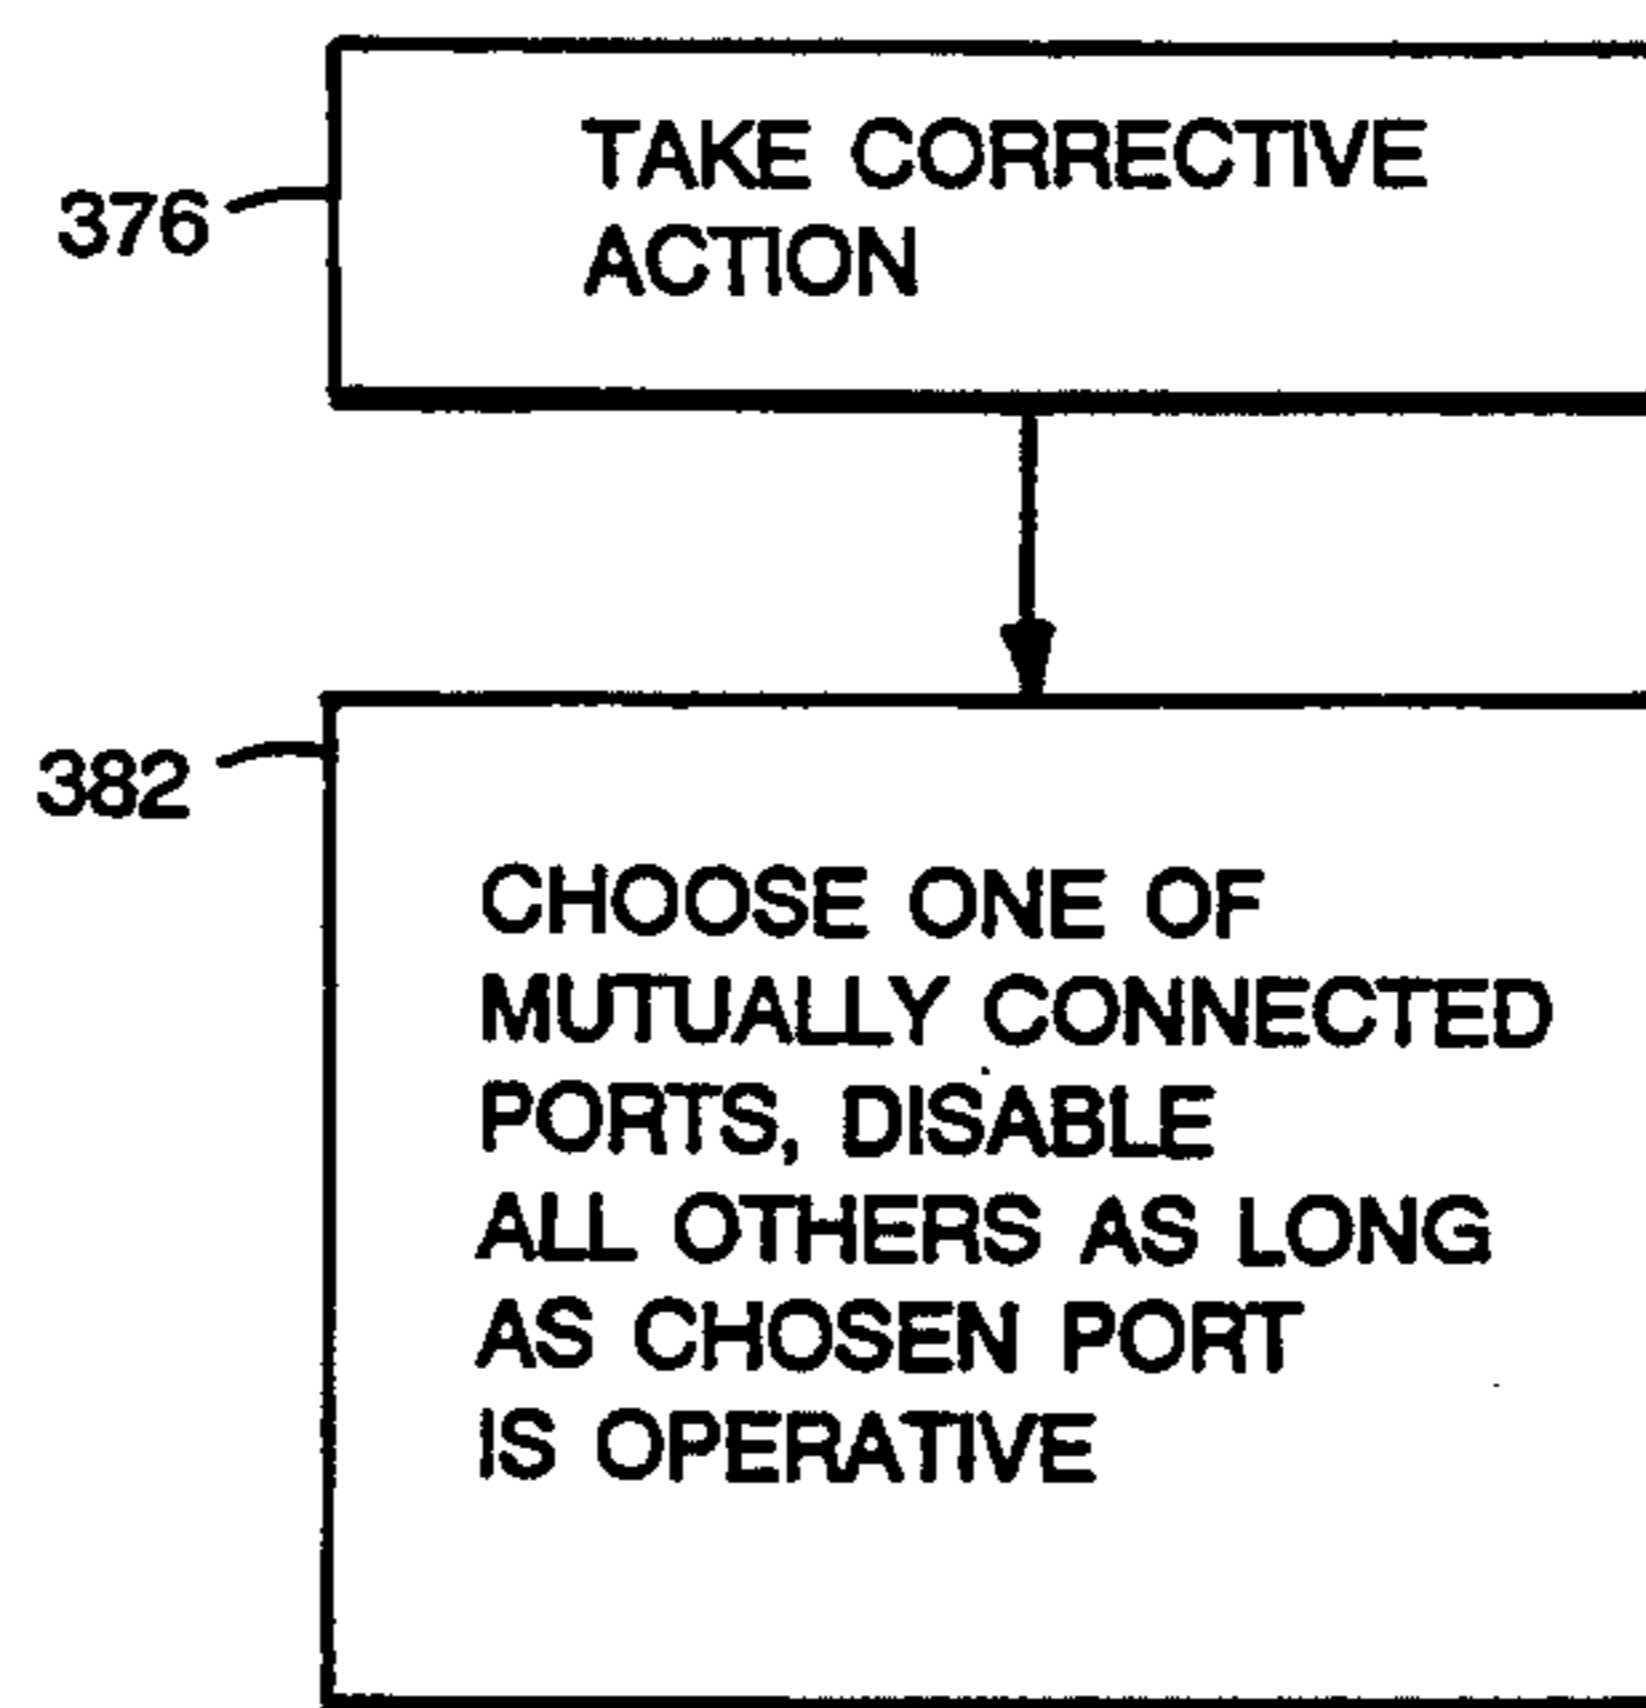 TAKE CORRECTIVE
ACTION
376
382
CHOOSE ONE OF
MUTUALLY CONNECTED
PORTS, DISABLE
ALL OTHERS AS LONG
AS CHOSEN PORT
IS OPERATIVE